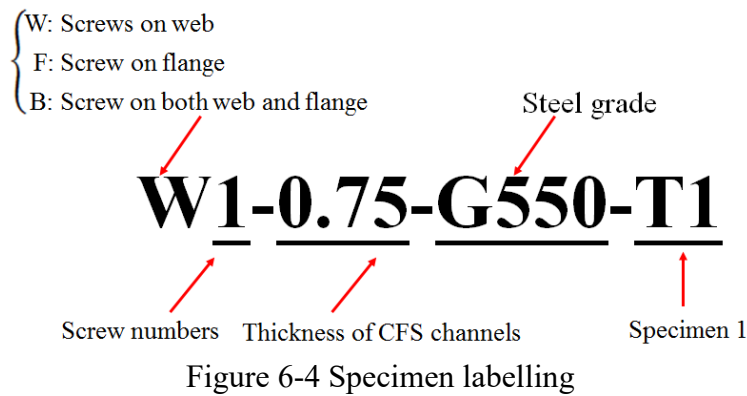 W: Screws on web
F: Screw on flange
B: Screw on both web and flange
Steel grade
W1-0.75-G550-T1
Screw numbers
Thickness of CFS channels
Specimen 1
Figure 6-4 Specimen labelling